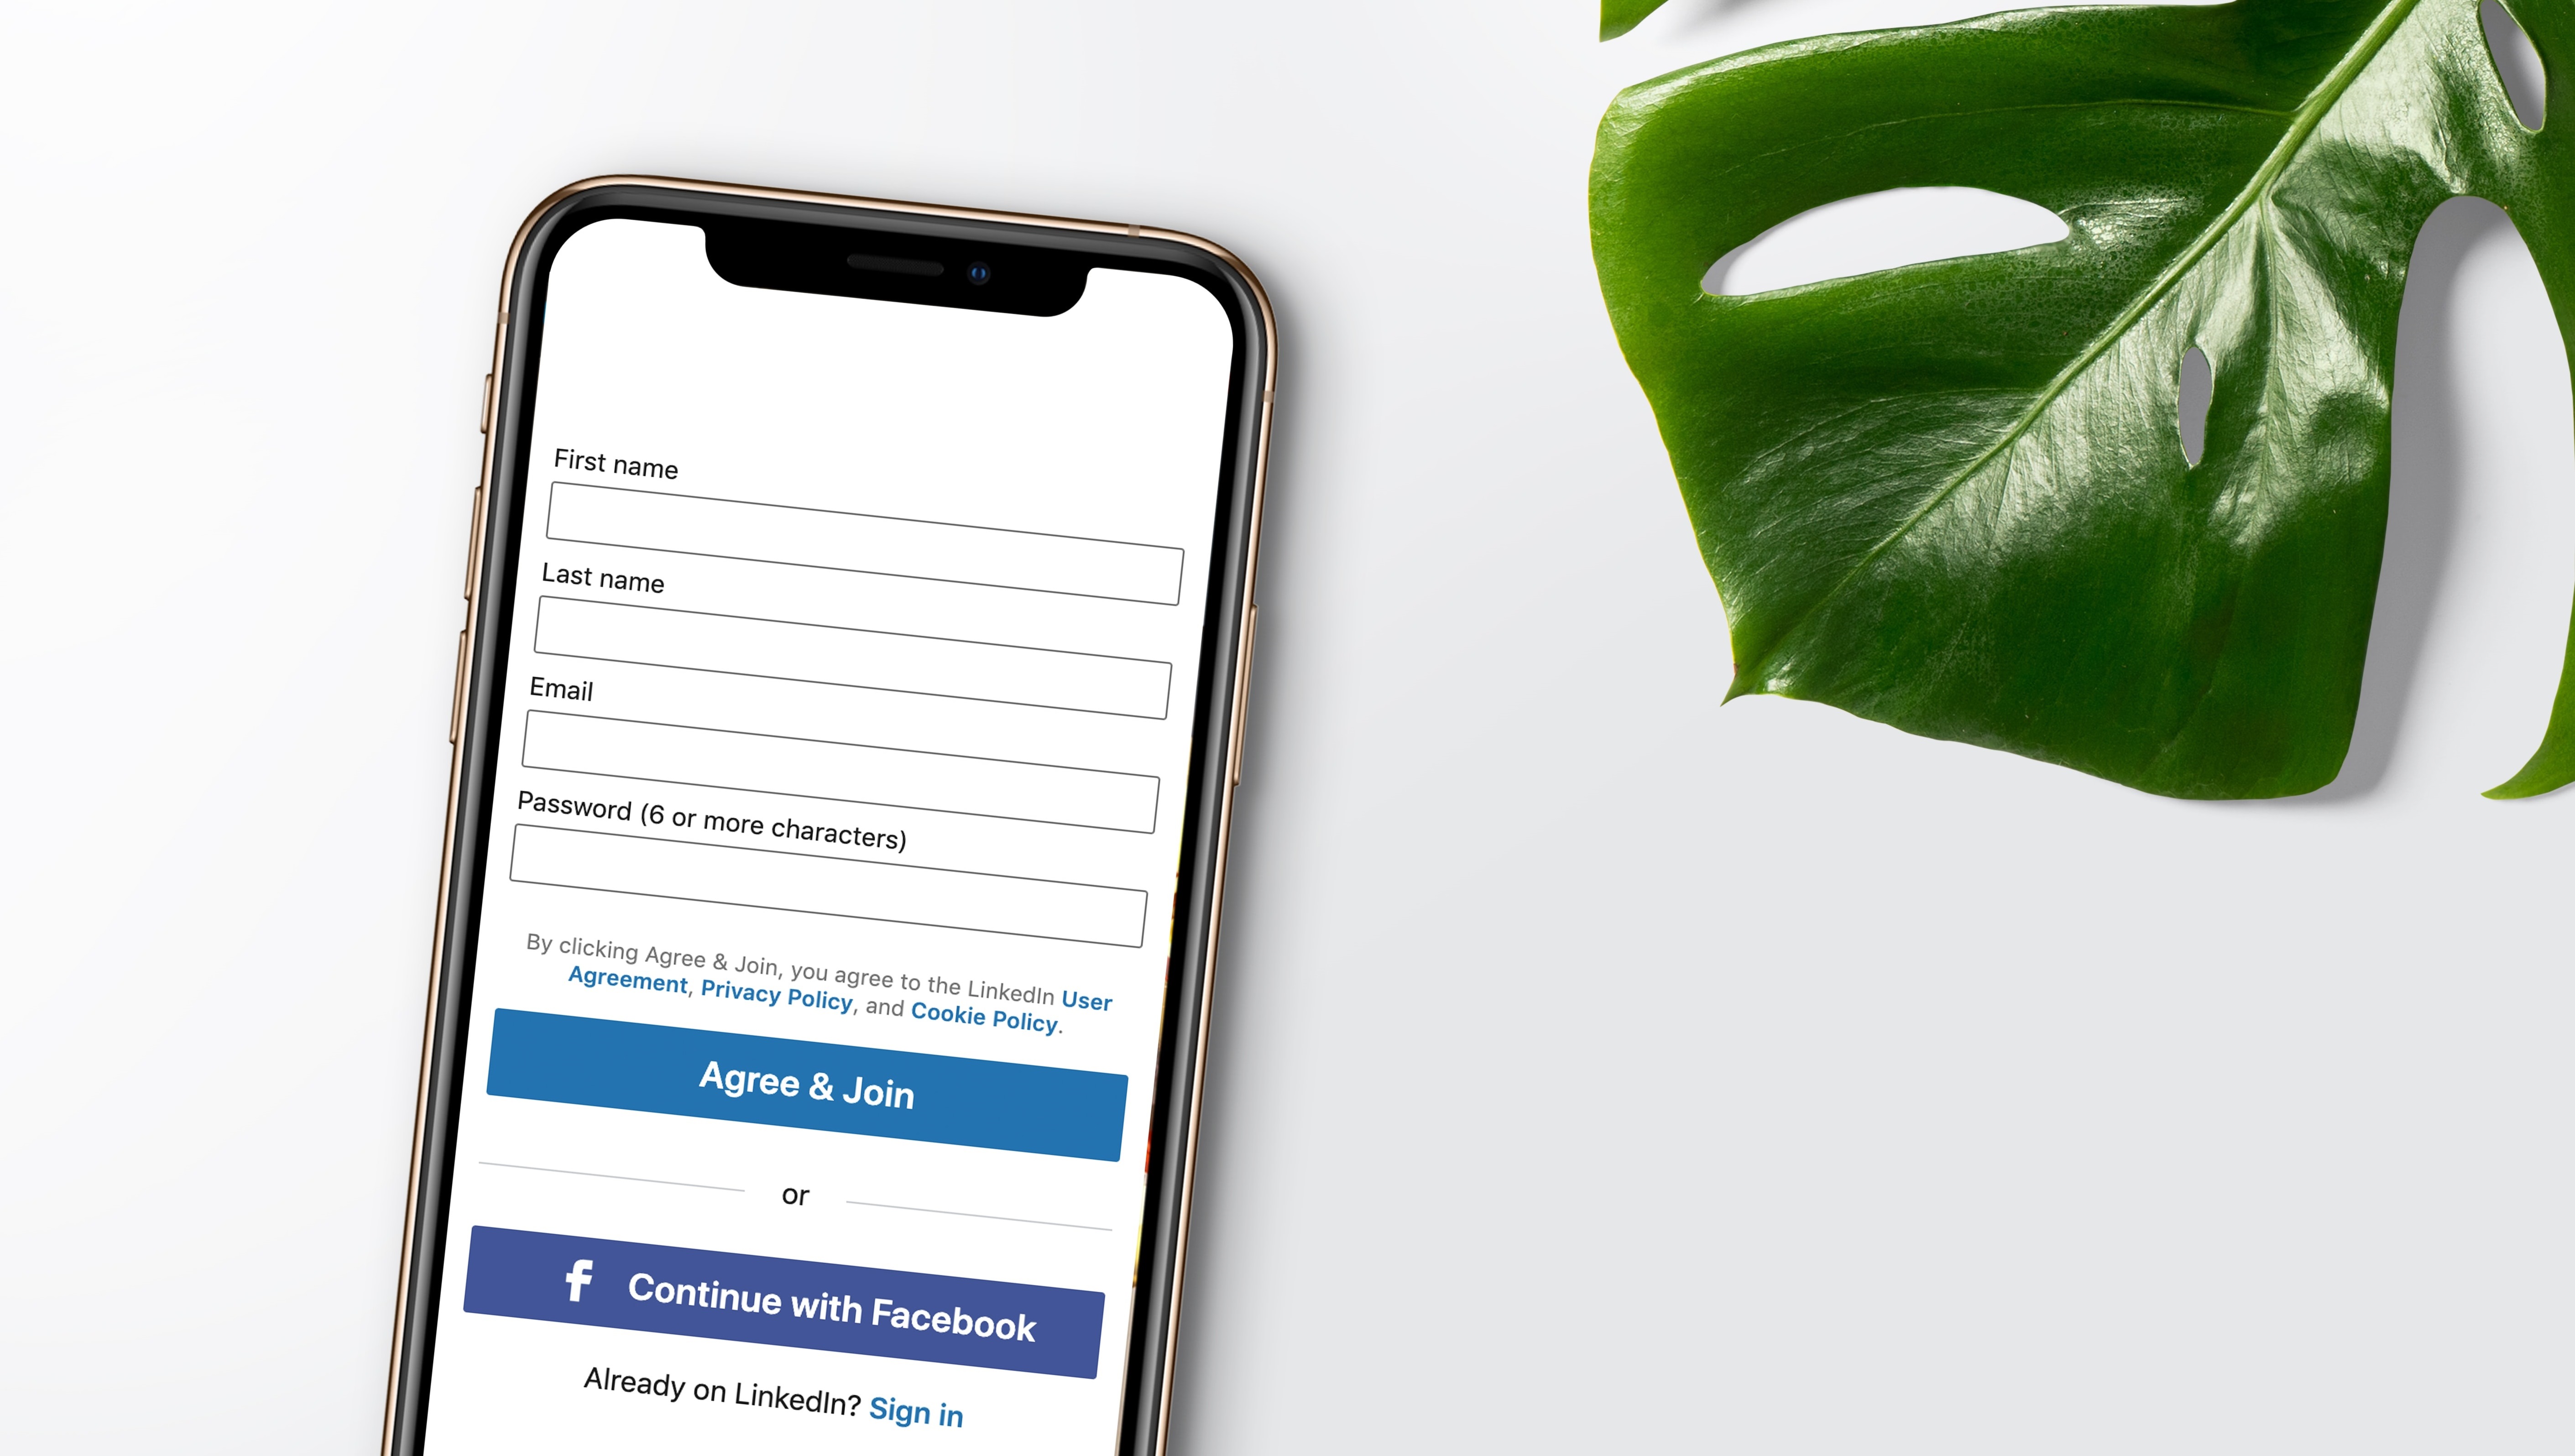 First name
Last name
Email
Password (6 or more characters)
By clicking Agree & Join, you agree to the LinkedIn User
Agreement, Privacy Policy, and Cookie Policy.
Agree & Join
or
f Continue with Facebook
Already on LinkedIn? Sign in